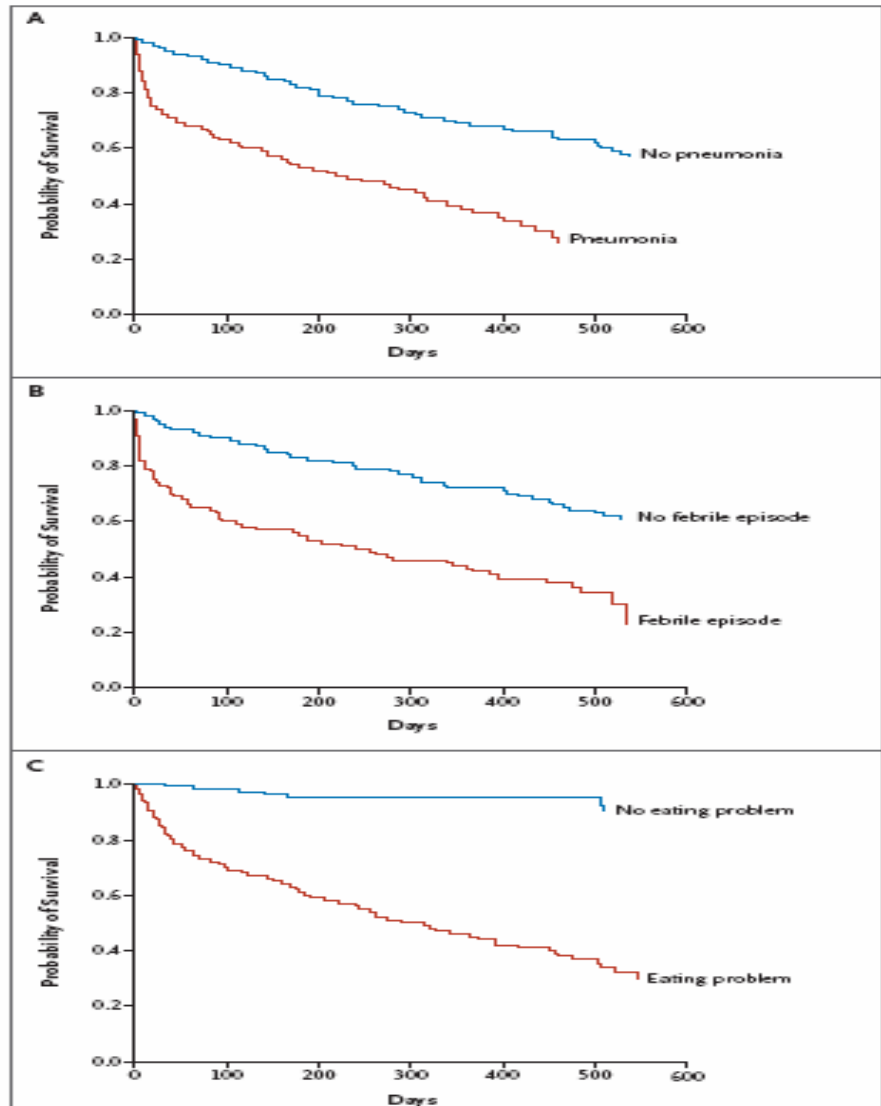 A
Probability of Survival
1.0
0.8
0.6
0.4
0.2
0.0
No pneumonia
Pneumonia
0 100 200 300 400 500 600
Days
B
Probability of Survival
1.0
0.8
0.6
0.4
0.2
0.0
No febrile episode
Febrile episode
0 100 200 300 400 500 600
Days
C
Probability of Survival
1.0
0.8
0.6
0.4
0.2
0.0
No eating problem
Eating problem
0 100 200 300 400 500 600
Days